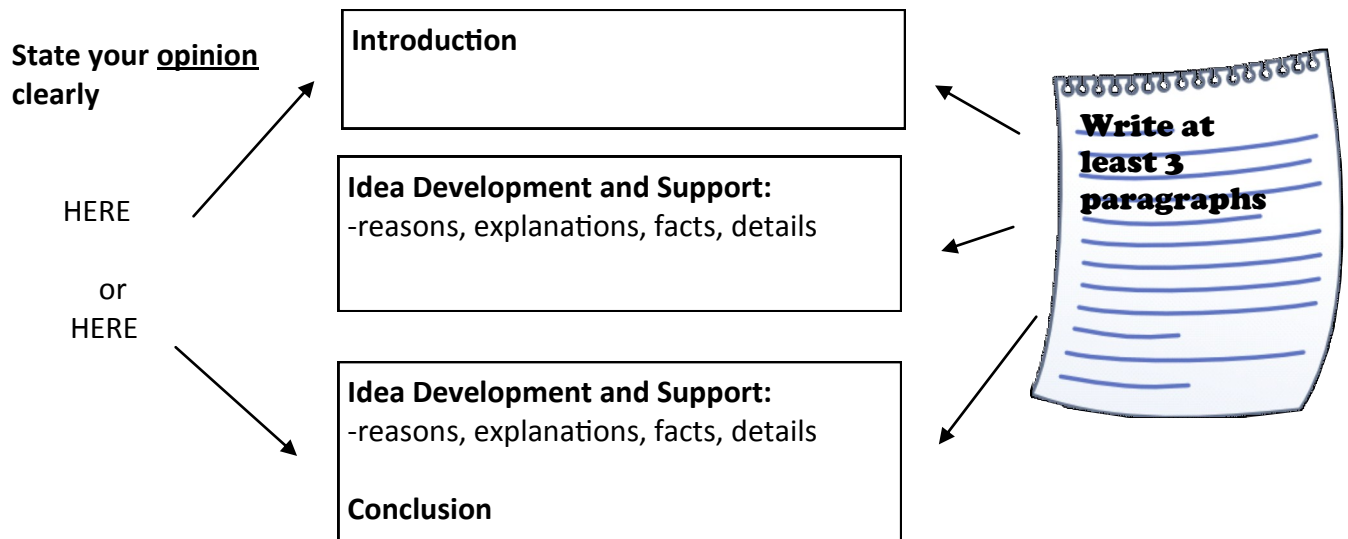 State your opinion
clearly
HERE
or
HERE
Introduction
Idea Development and Support:
-reasons, explanations, facts, details
Idea Development and Support:
-reasons, explanations, facts, details
Conclusion
Write at
least 3
paragraphs